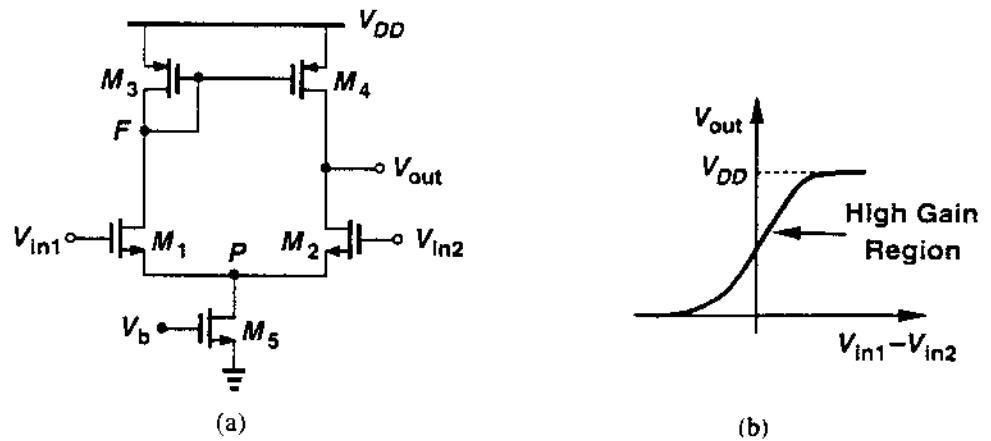 V_DD
M_3
M_4
F
V_out
V_in1
M_1
M_2
V_in2
P
V_b
M_5
(a)
V_out
V_DD
High Gain
Region
V_in1–V_in2
(b)